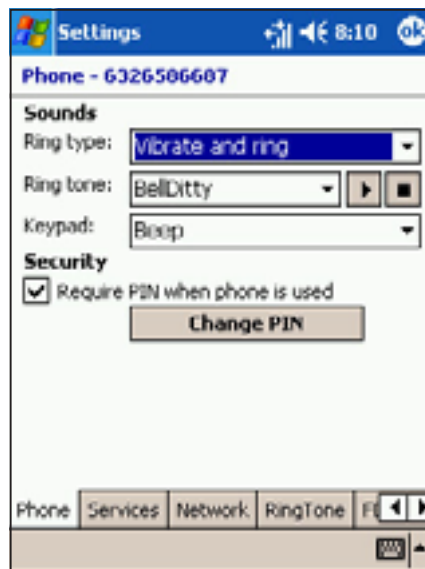 Settings 8:10 ok
Phone - 6326506607
Sounds
Ring type: Vibrate and ring
Ring tone: BellDitty
Keypad: Beep
Security
Require PIN when phone is used
Change PIN
Phone Services Network RingTone